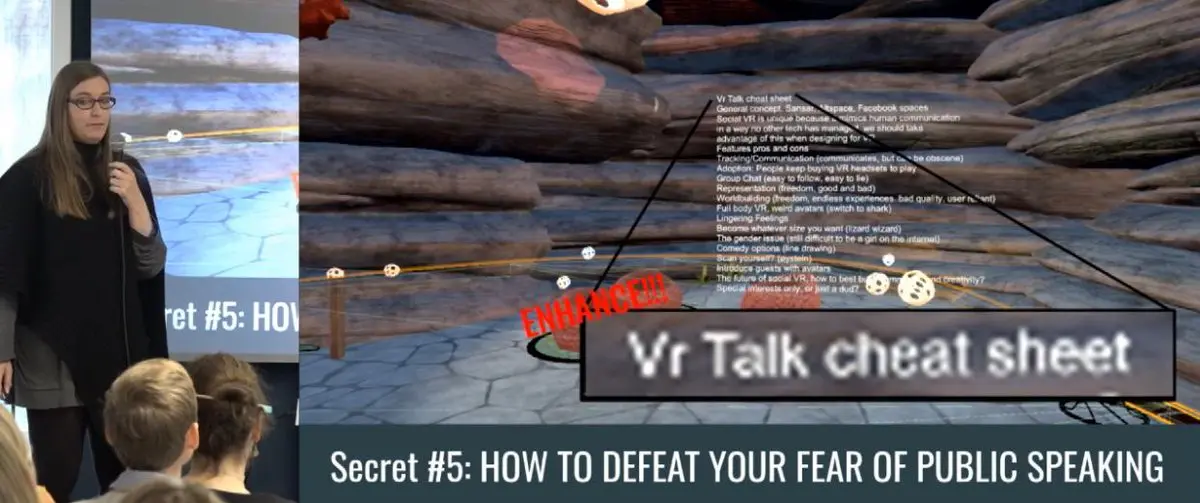 ret #5: HOW
Vr Talk cheat sheet
General concept, Sansar, Altspace, Facebook spaces
Social VR is unique because mimics human communication
in a way no other tech has managed, we should take
advantage of this when designing for
Features pros and cons
Tracking/Communication (communicates, but can be obscene)
Adoption: People keep buying VR headsets to play
Group Chat (easy to follow, easy to lie)
Representation (freedom, good and bad)
Worldbuilding (freedom, endless experiences, bad quality, user reliant)
Full body VR, weird avatars (switch to shark)
Lingering Feelings
Become whatever size you want (lizard wizard)
The gender issue (still difficult to be a girl on the internet)
Comedy options (line drawing)
Scan yourself? (eystein)
Introduce guests with avatars
The future of social VR, how to best and creativity?
Special interests only, or just a dud?
ENHANCE!!!
Vr Talk cheat sheet
Secret #5: HOW TO DEFEAT YOUR FEAR OF PUBLIC SPEAKING